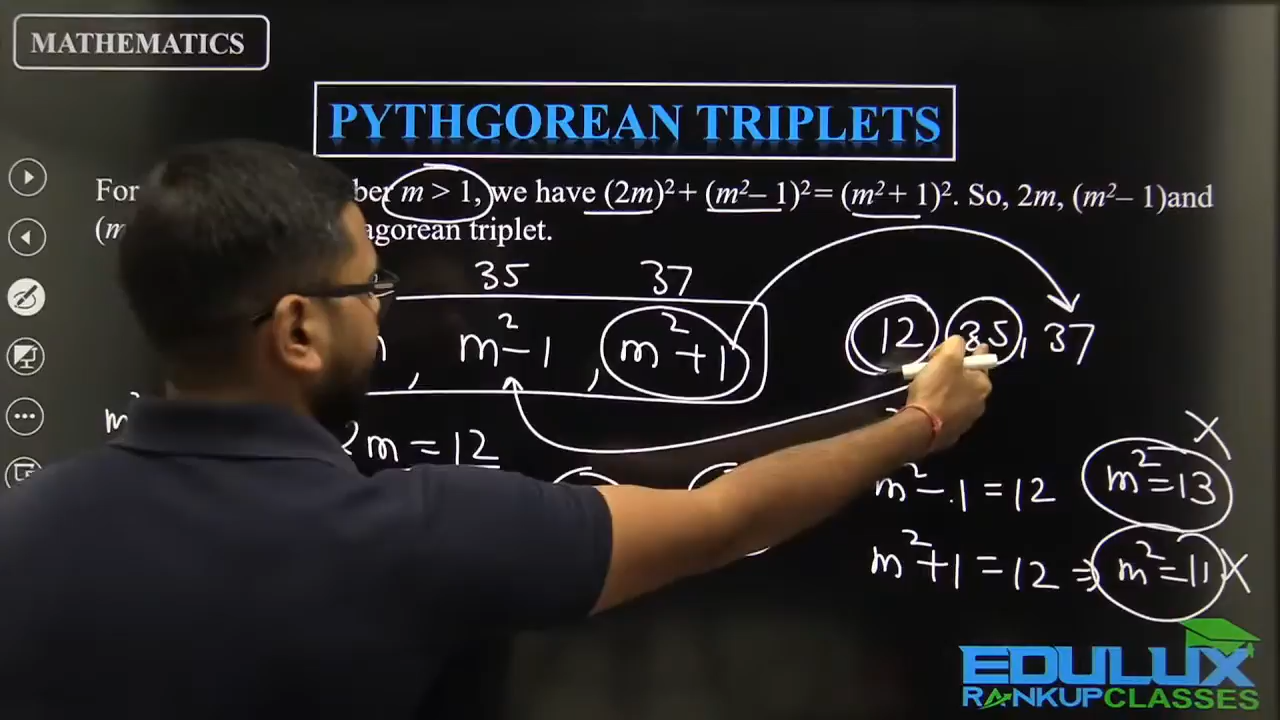 MATHEMATICS
PYTHGOREAN TRIPLETS
For m > 1, we have (2m)² + (m² – 1)² = (m² + 1)². So, 2m, (m² – 1)and
triplet.
35 37
m² – 1 , m² + 1
12 , 35 , 37
2m = 12
m² – 1 = 12 m² = 13 X
m² + 1 = 12 ⇒ m² = 11 X
EDULUX
RANKUPCLASSES